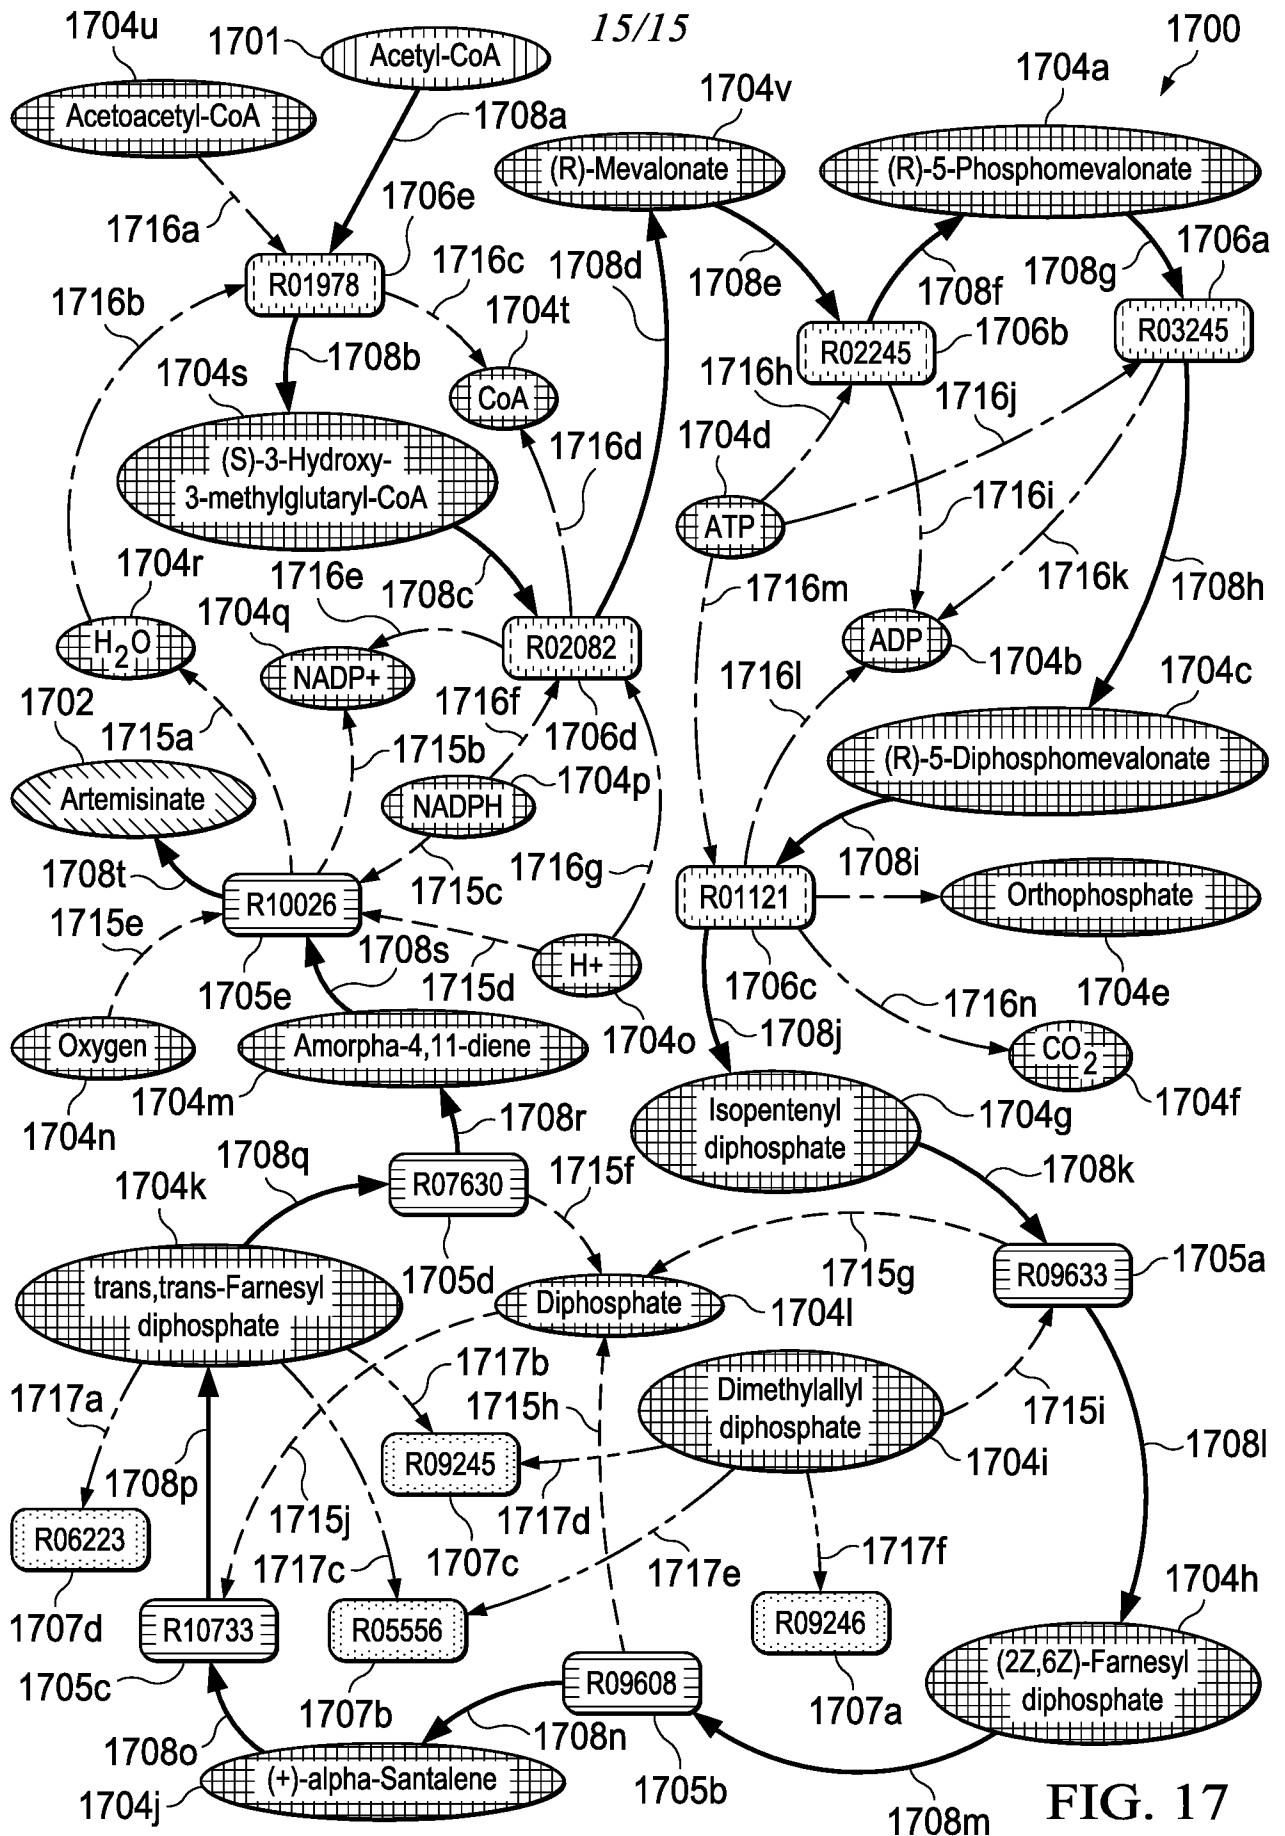 15/15
1704u
1701
Acetyl-CoA
1700
Acetoacetyl-CoA
1708a
1704v
1704a
(R)-Mevalonate
(R)-5-Phosphomevalonate
1716a
1706e
1716c
1708d
1708e
1708f
1708g
1706a
1716b
R01978
1704t
R02245
1706b
R03245
1708b
1704s
CoA
1716h
1716j
(S)-3-Hydroxy-
3-methylglutaryl-CoA
1716d
1704d
ATP
1716i
1716k
1708h
1704r
1716e
1708c
1716m
1704q
H2O
R02082
ADP
1704b
NADP+
1716l
1704c
1702
1715a
1715b
1716f
1706d
(R)-5-Diphosphomevalonate
Artemisinate
NADPH
1704p
1708t
1715c
1716g
1708i
R10026
R01121
Orthophosphate
1715e
1708s
1705e
1715d
H+
1706c
1716n
1704e
Oxygen
Amorpha-4,11-diene
1704o
1708j
CO2
1704m
1704n
1708r
Isopentenyl
diphosphate
1704g
1704f
1708q
1704k
R07630
1715f
1708k
1705d
1715g
R09633
1705a
trans,trans-Farnesyl
diphosphate
Diphosphate
1704l
1717a
1717b
1715h
Dimethylallyl
diphosphate
1715i
1708l
1708p
1715j
R09245
1704i
R06223
1717c
1707c
1717d
1717e
1717f
1707d
R10733
R05556
R09246
1704h
1705c
1707b
R09608
1707a
(2Z,6Z)-Farnesyl
diphosphate
1708o
1708n
1704j
(+)-alpha-Santalene
1705b
1708m
FIG. 17